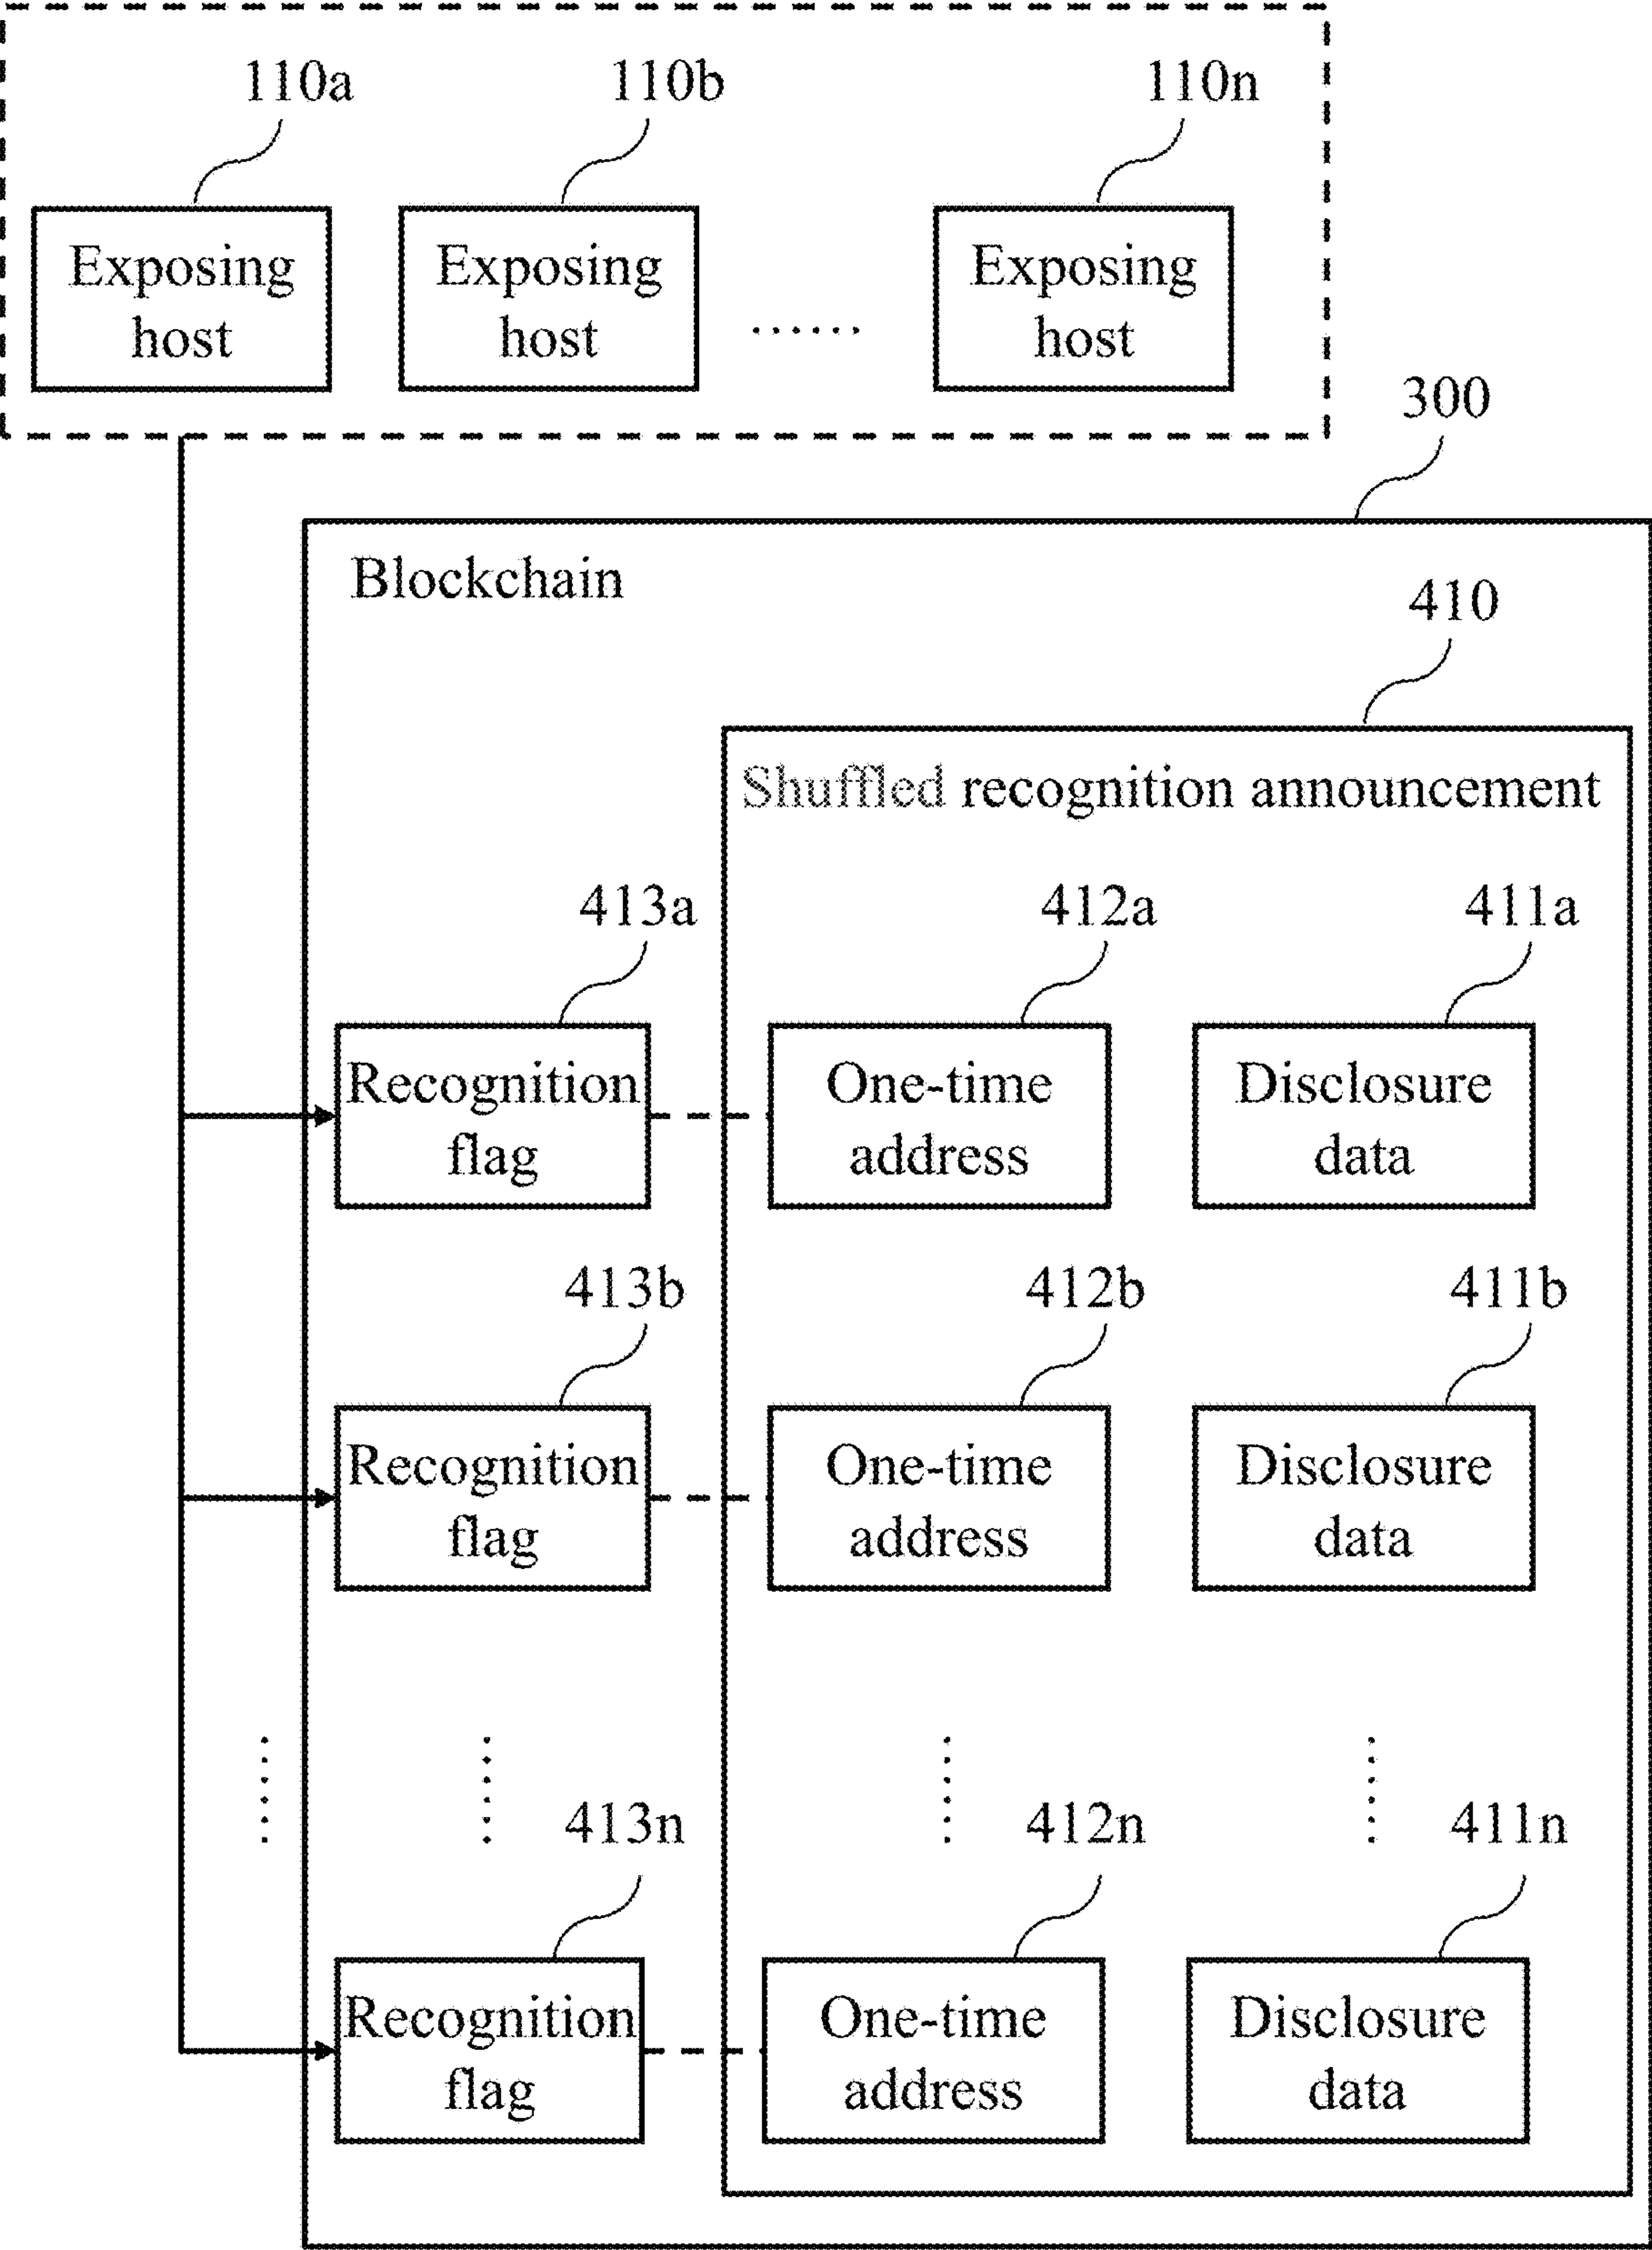 110a 110b 110n
Exposing Exposing Exposing
host host ...... host
300
Blockchain
410
Shuffled recognition announcement
413a 412a 411a
Recognition One-time Disclosure
flag address data
413b 412b 411b
Recognition One-time Disclosure
flag address data
413n 412n 411n
Recognition One-time Disclosure
flag address data